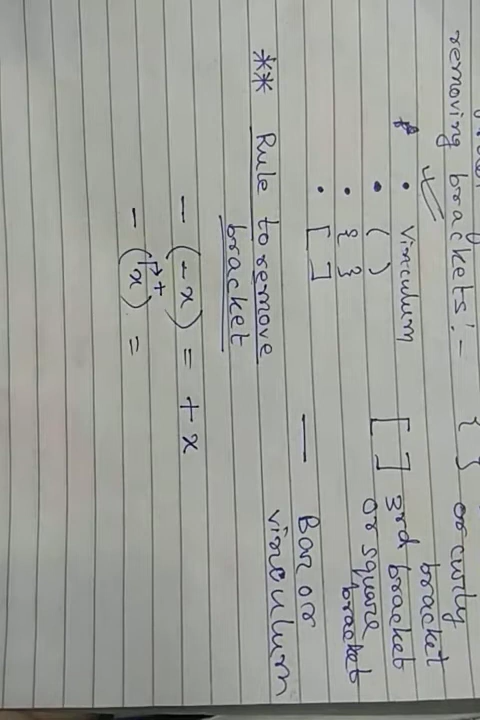 removing brackets:-
• Vinculum
• ( )
• { }
• [ ]
** Rule to remove
bracket
- (-x) = + x
- (x) =
+
{ } or curly
bracket
[ ] 3rd bracket
or square
bracket
— Bar or
vinculum